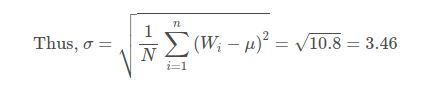 Thus, σ = √(1/N ∑_{i=1}^{n} (W_i − μ)²) = √10.8 = 3.46